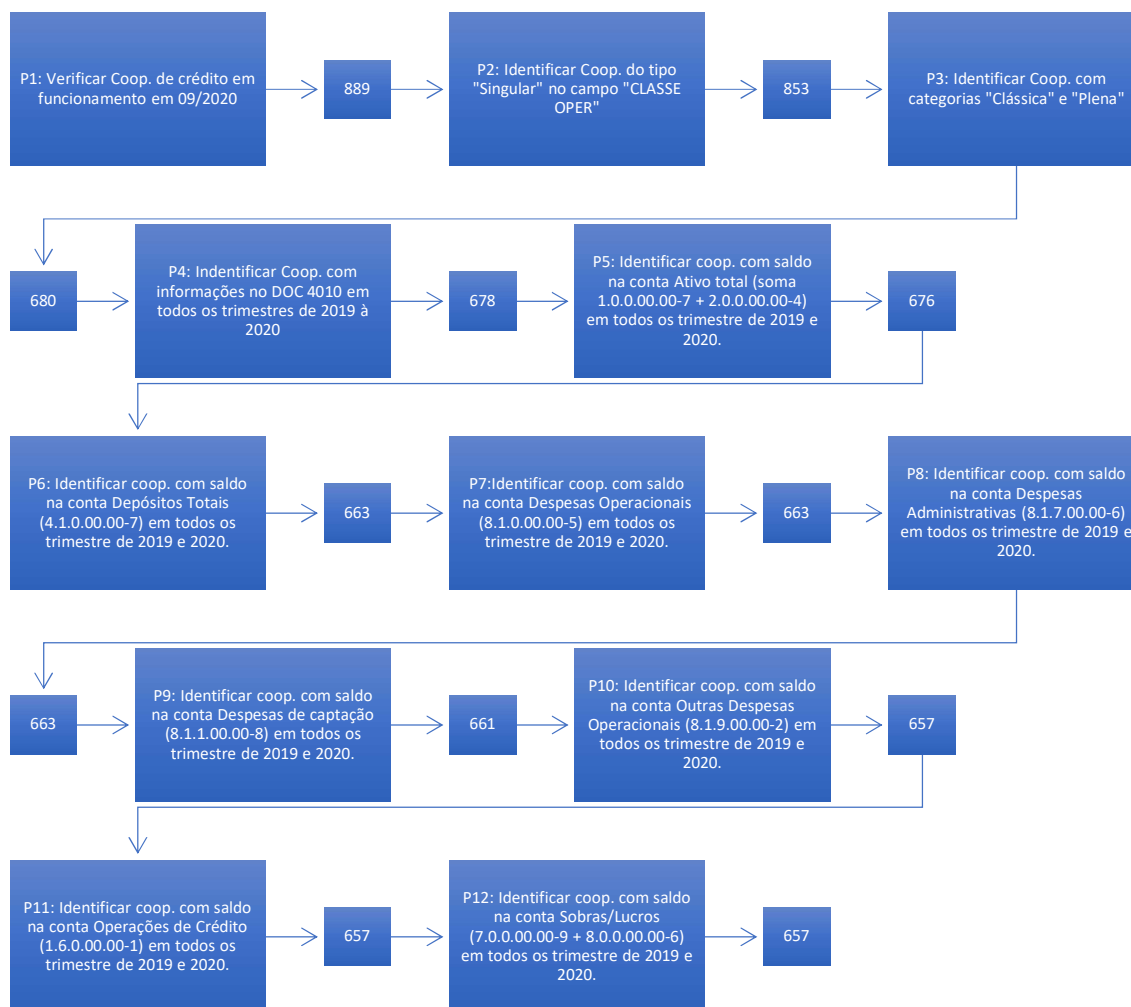 P1: Verificar Coop. de crédito em
funcionamento em 09/2020
889
P2: Identificar Coop. do tipo
"Singular" no campo "CLASSE
OPER"
853
P3: Identificar Coop. com
categorias "Clássica" e "Plena"
680
P4: Indentificar Coop. com
informações no DOC 4010 em
todos os trimestres de 2019 à
2020
678
P5: Identificar coop. com saldo
na conta Ativo total (soma
1.0.0.00.00-7 + 2.0.0.00.00-4)
em todos os trimestre de 2019 e
2020.
676
P6: Identificar coop. com saldo
na conta Depósitos Totais
(4.1.0.00.00-7) em todos os
trimestre de 2019 e 2020.
663
P7:Identificar coop. com saldo
na conta Despesas Operacionais
(8.1.0.00.00-5) em todos os
trimestre de 2019 e 2020.
663
P8: Identificar coop. com saldo
na conta Despesas
Administrativas (8.1.7.00.00-6)
em todos os trimestre de 2019 e
2020.
663
P9: Identificar coop. com saldo
na conta Despesas de captação
(8.1.1.00.00-8) em todos os
trimestre de 2019 e 2020.
661
P10: Identificar coop. com saldo
na conta Outras Despesas
Operacionais (8.1.9.00.00-2) em
todos os trimestre de 2019 e
2020.
657
P11: Identificar coop. com saldo
na conta Operações de Crédito
(1.6.0.00.00-1) em todos os
trimestre de 2019 e 2020.
657
P12: Identificar coop. com saldo
na conta Sobras/Lucros
(7.0.0.00.00-9 + 8.0.0.00.00-6)
em todos os trimestre de 2019 e
2020.
657